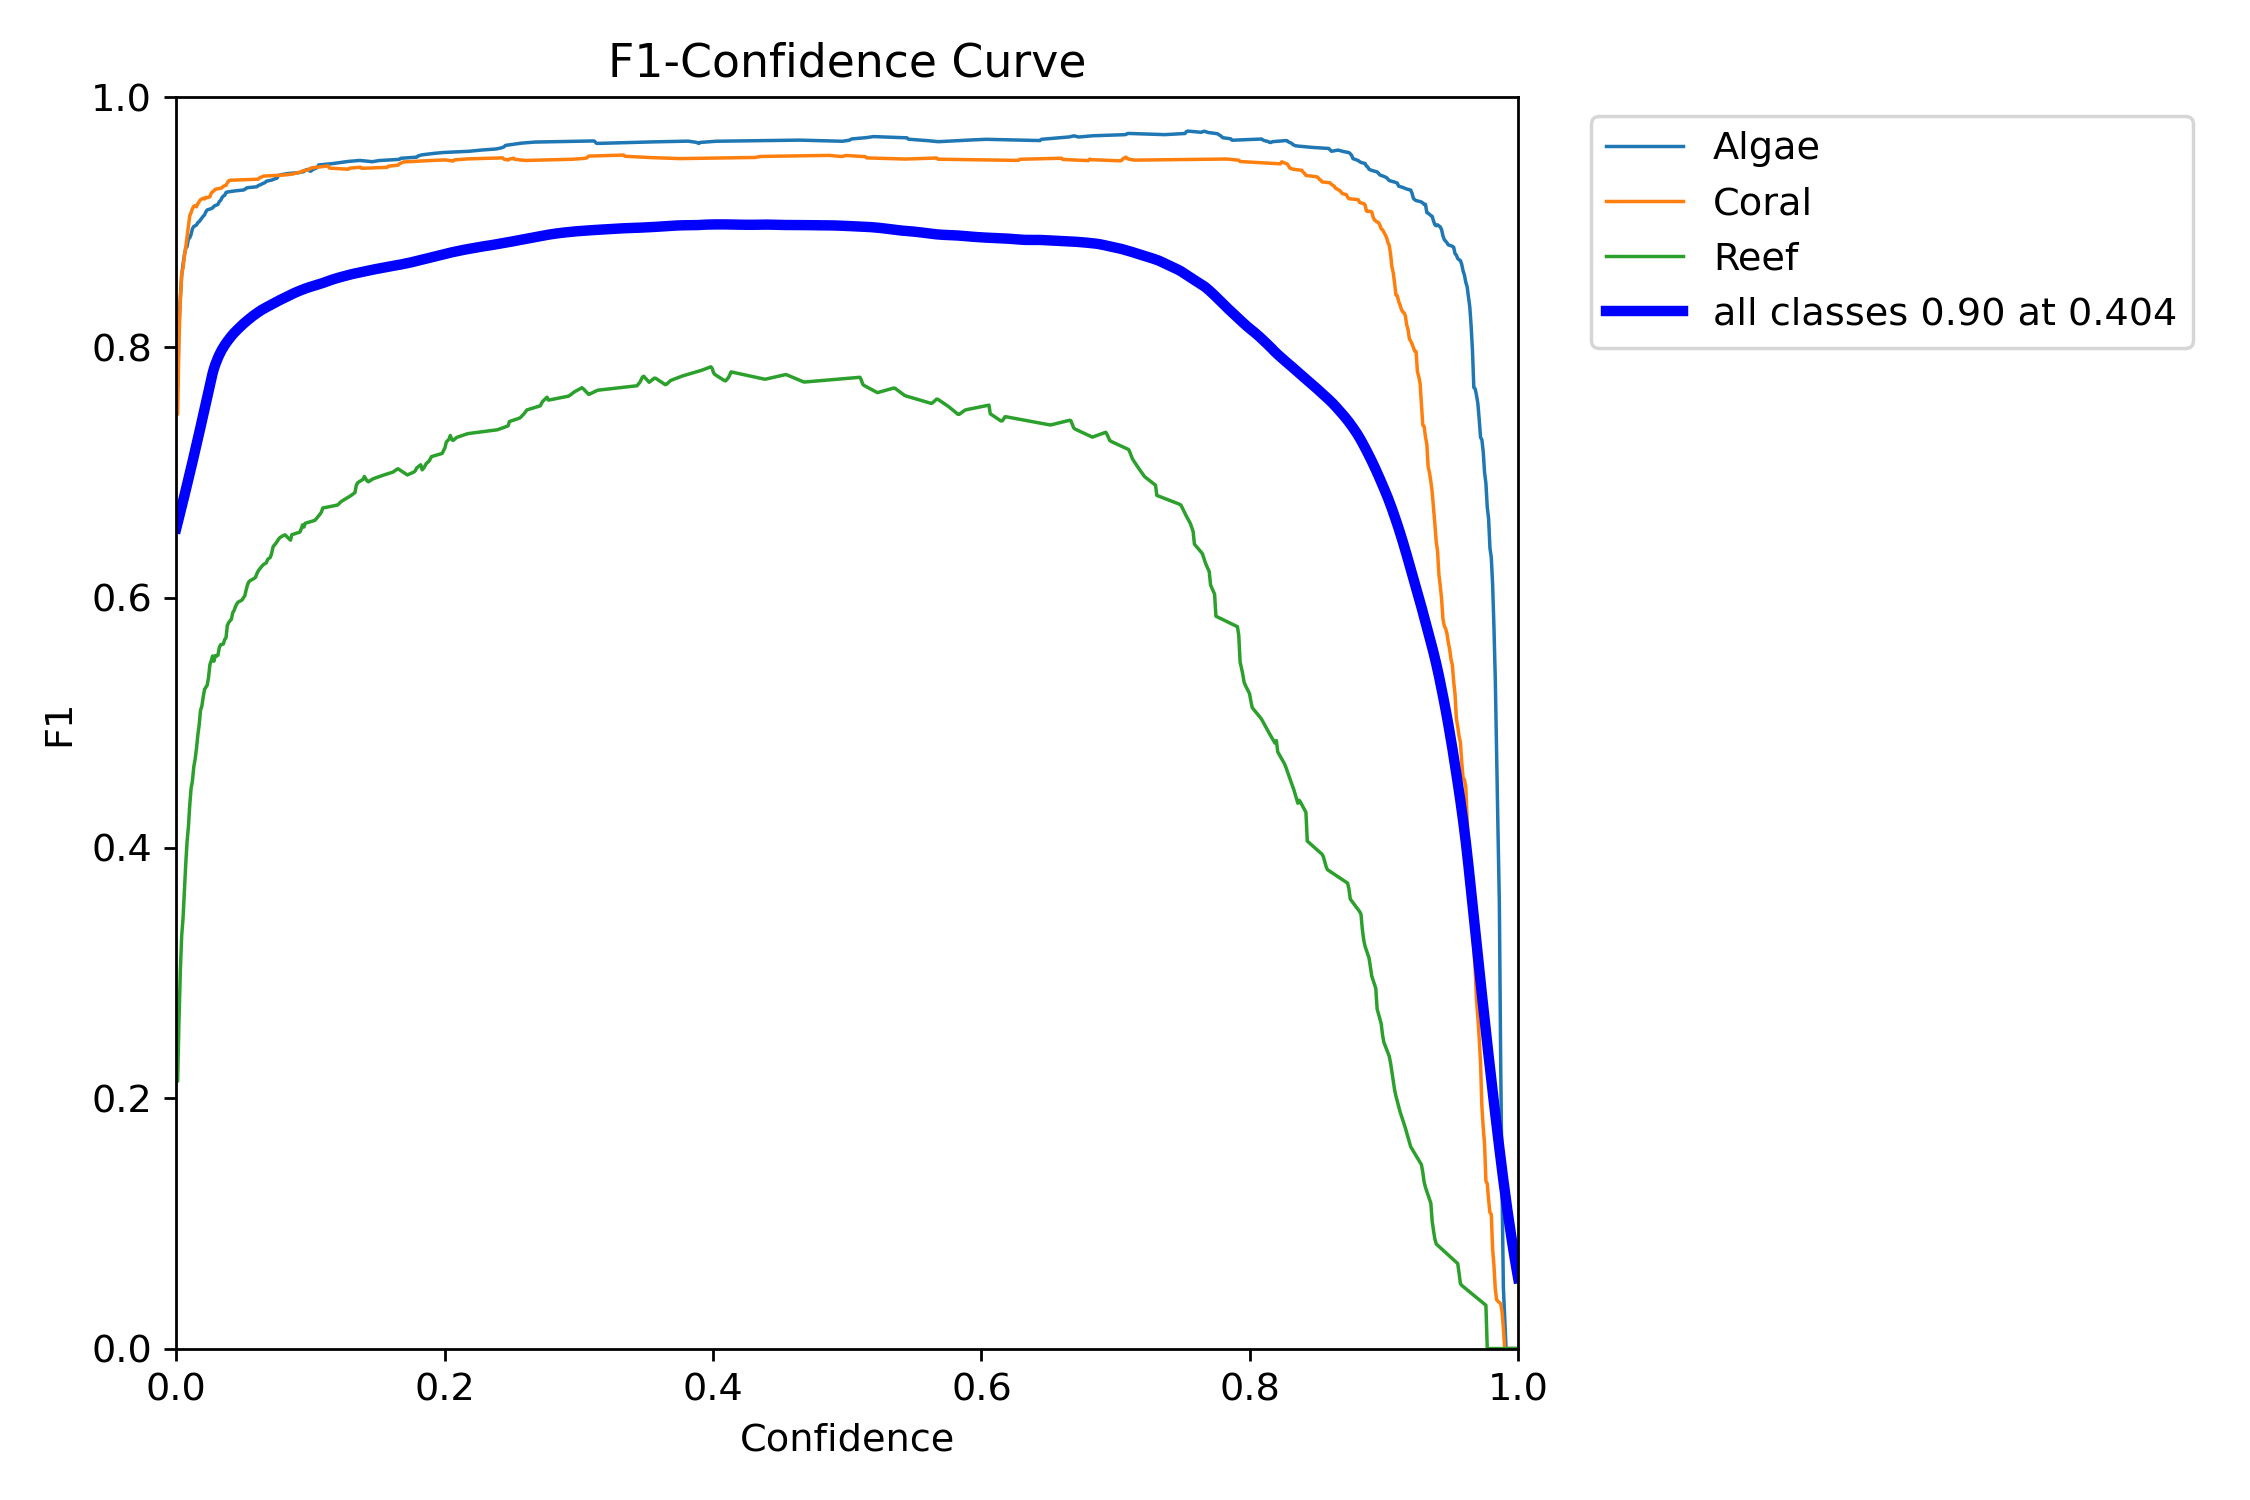 F1-Confidence Curve
1.0
0.8
0.6
0.4
0.2
0.0
F1
0.0 0.2 0.4 0.6 0.8 1.0
Confidence
Algae
Coral
Reef
all classes 0.90 at 0.404